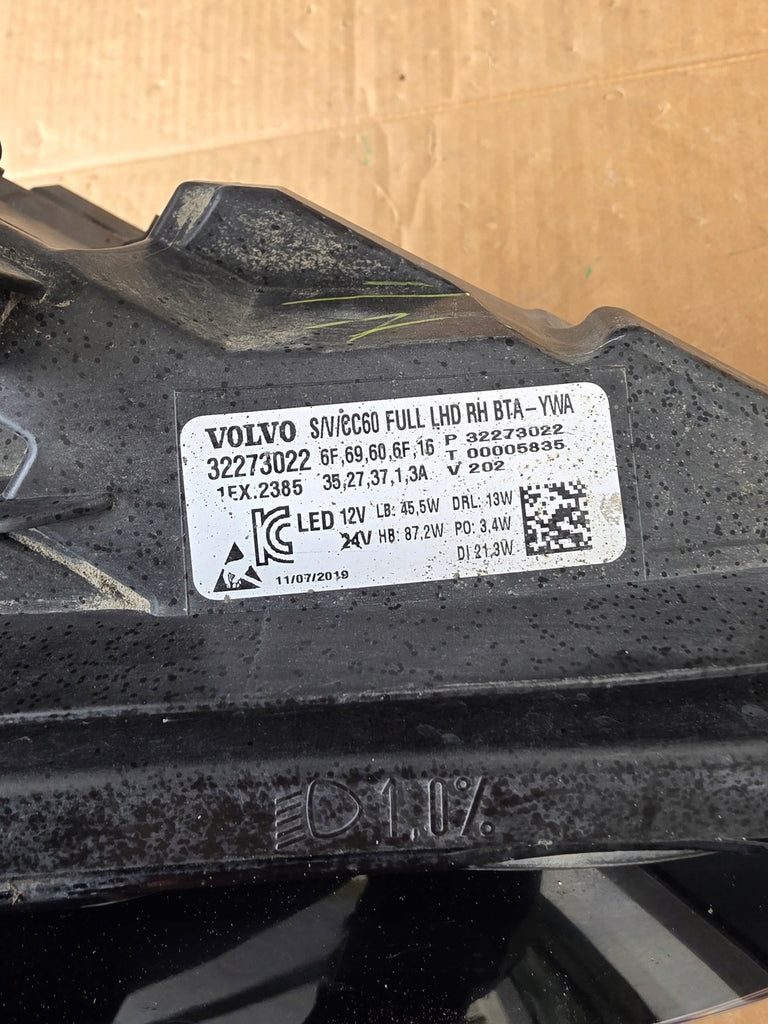 VOLVO S/V/CC60 FULL LHD RH BTA-YWA
32273022 6F,69,60,6F,16 P 32273022
T 00005835
1EX.2385 35,27,37,1,3A V 202
LED 12V LB: 45,5W DRL: 13W
24V HB: 87.2W PO: 3.4W
DI 21,3W
11/07/2019
1,0%